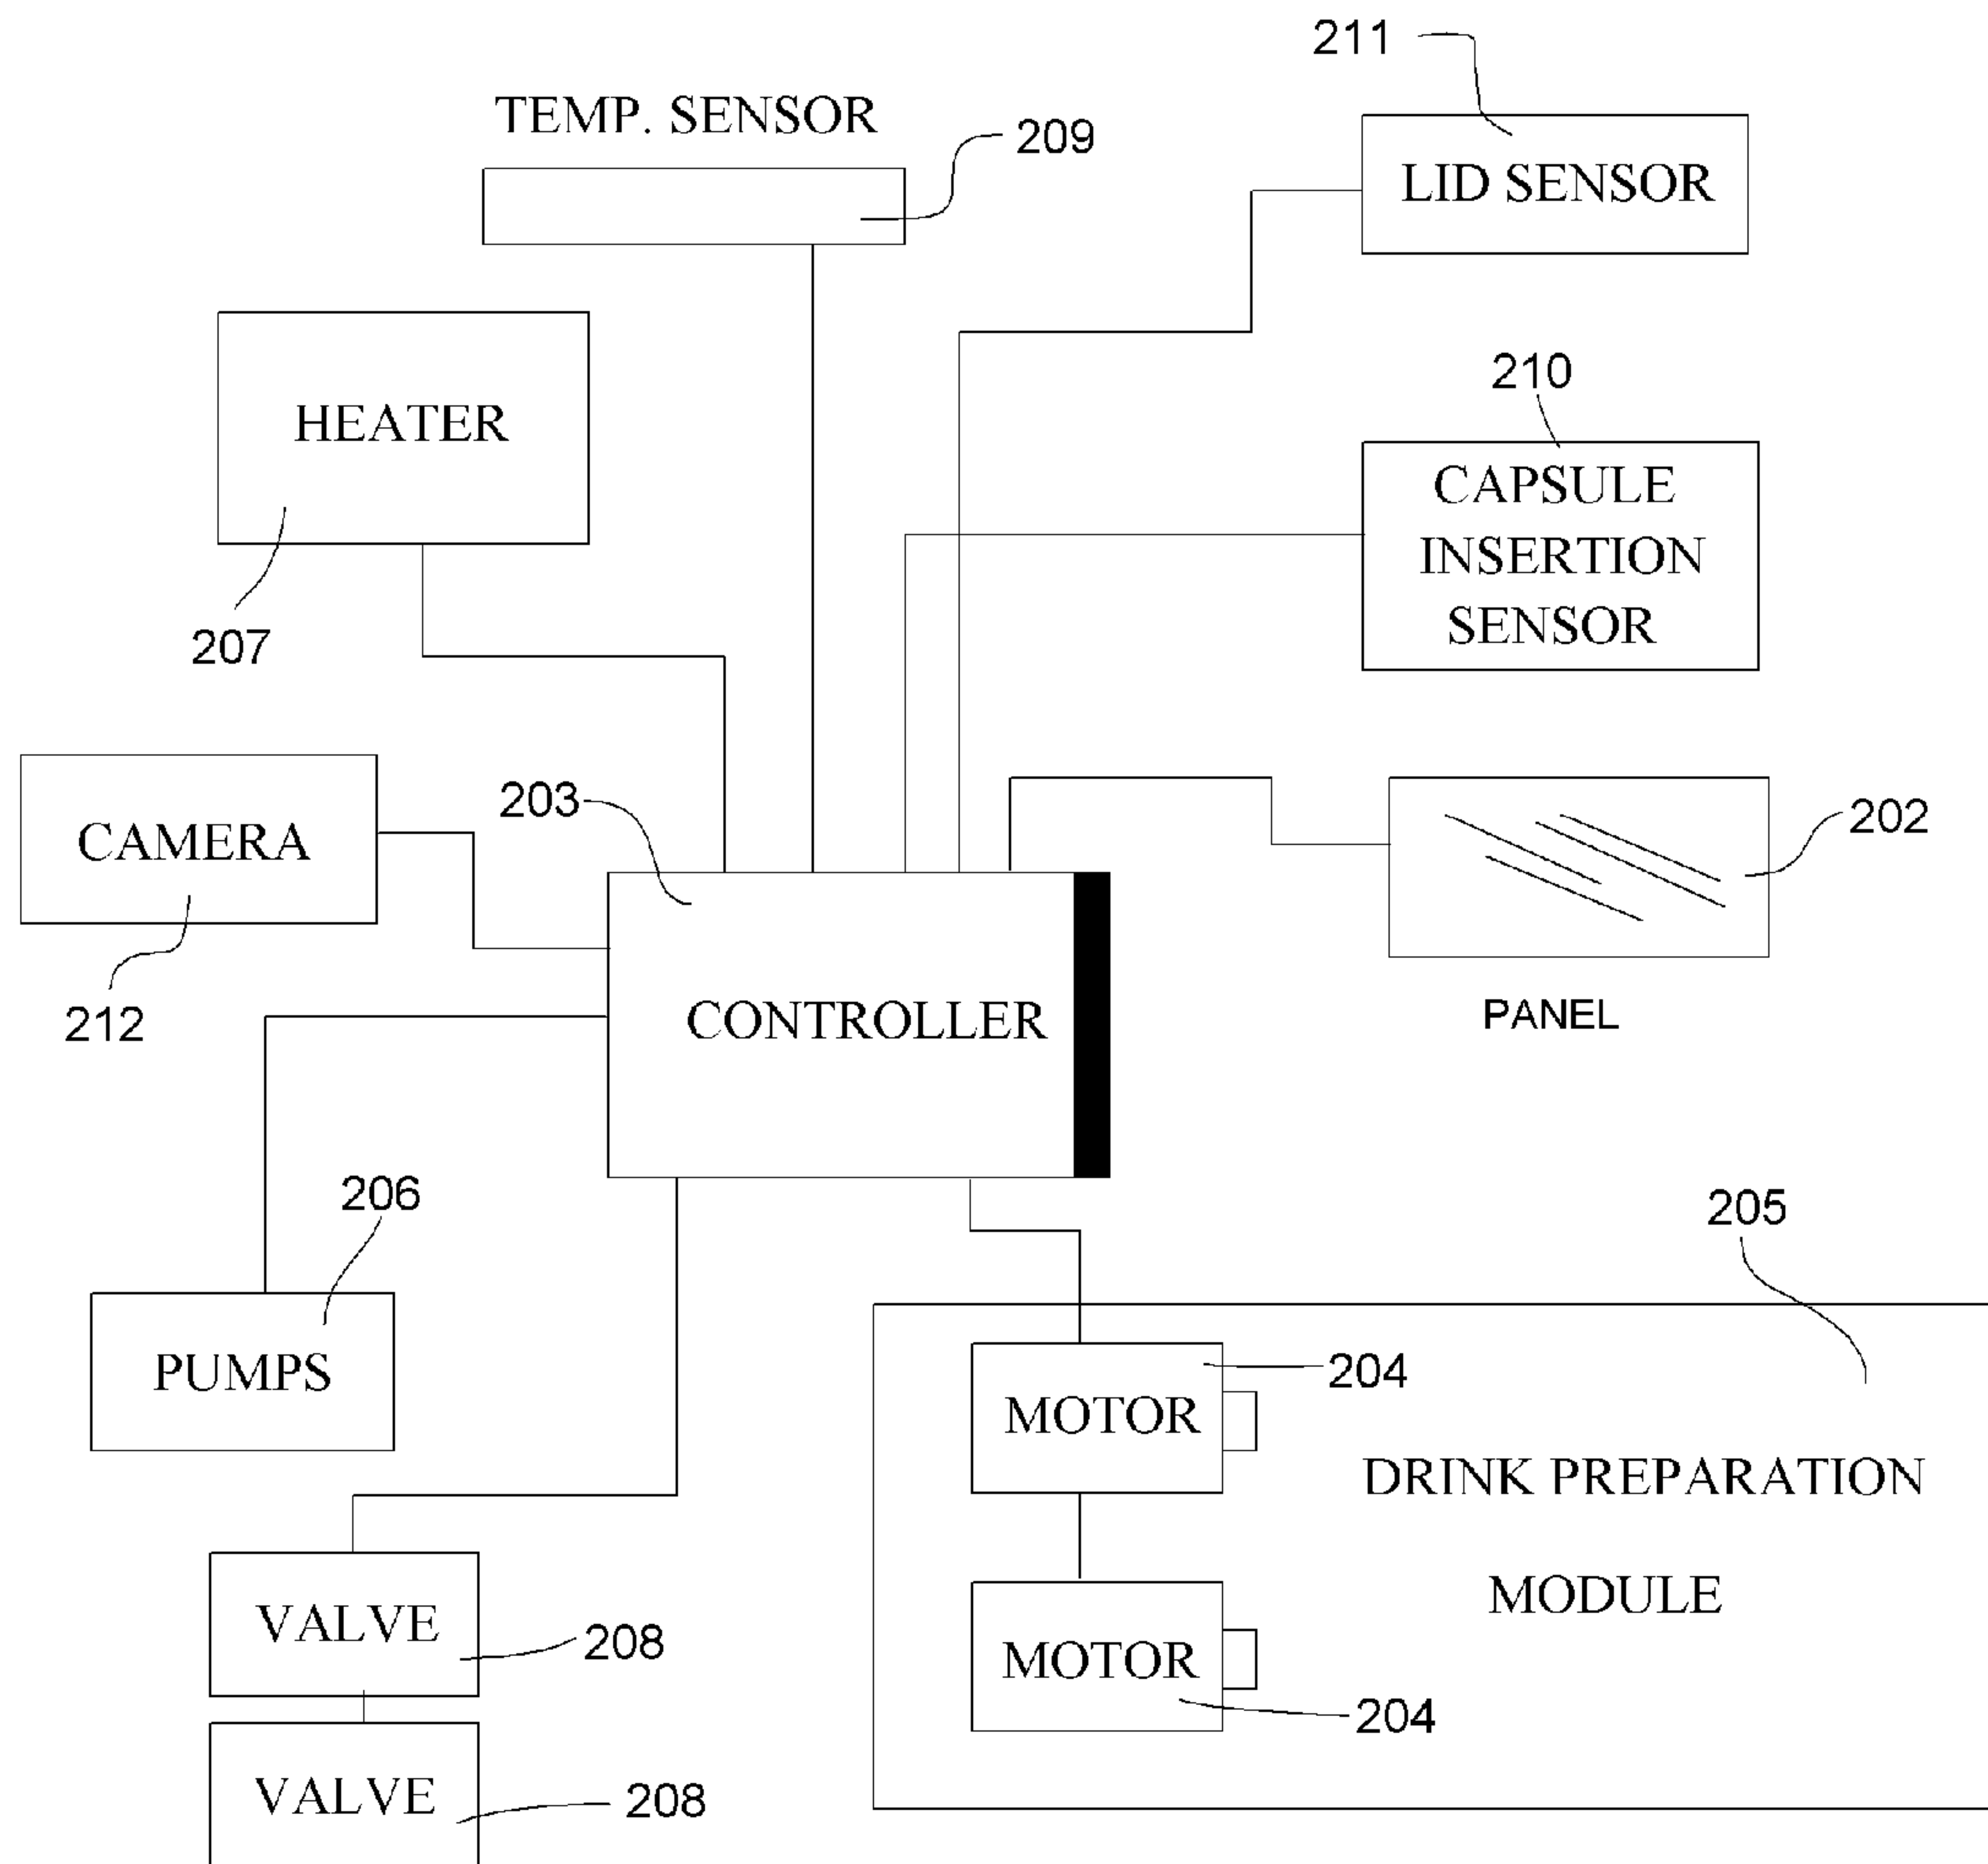 211
TEMP. SENSOR
209
LID SENSOR
210
HEATER
CAPSULE
INSERTION
SENSOR
207
203
202
CAMERA
212
CONTROLLER
PANEL
206
205
PUMPS
204
MOTOR
DRINK PREPARATION
MODULE
VALVE
208
MOTOR
204
VALVE
208